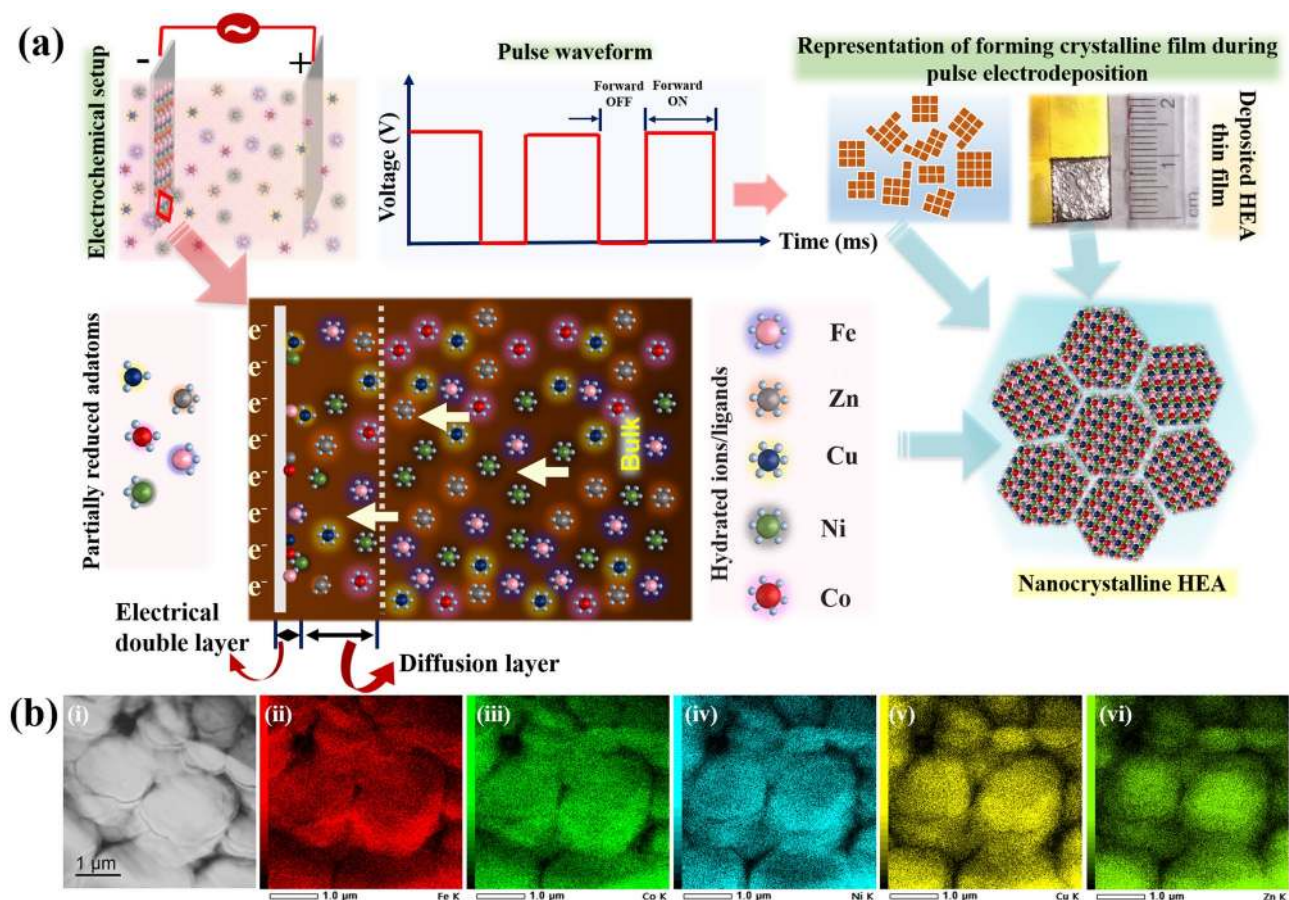 (a)
Electrochemical setup
-
+
~
Pulse waveform
Voltage (V)
Forward
OFF
Forward
ON
Time (ms)
Representation of forming crystalline film during
pulse electrodeposition
1
2
cm
Deposited HEA
thin film
Partially reduced adatoms
e⁻
e⁻
e⁻
e⁻
e⁻
e⁻
e⁻
e⁻
Bulk
Electrical
double layer
Diffusion layer
Hydrated ions/ligands
Fe
Zn
Cu
Ni
Co
Nanocrystalline HEA
(b)
(i)
1 µm
(ii)
1.0 µm
Fe K
(iii)
1.0 µm
Co K
(iv)
1.0 µm
Ni K
(v)
1.0 µm
Cu K
(vi)
1.0 µm
Zn K